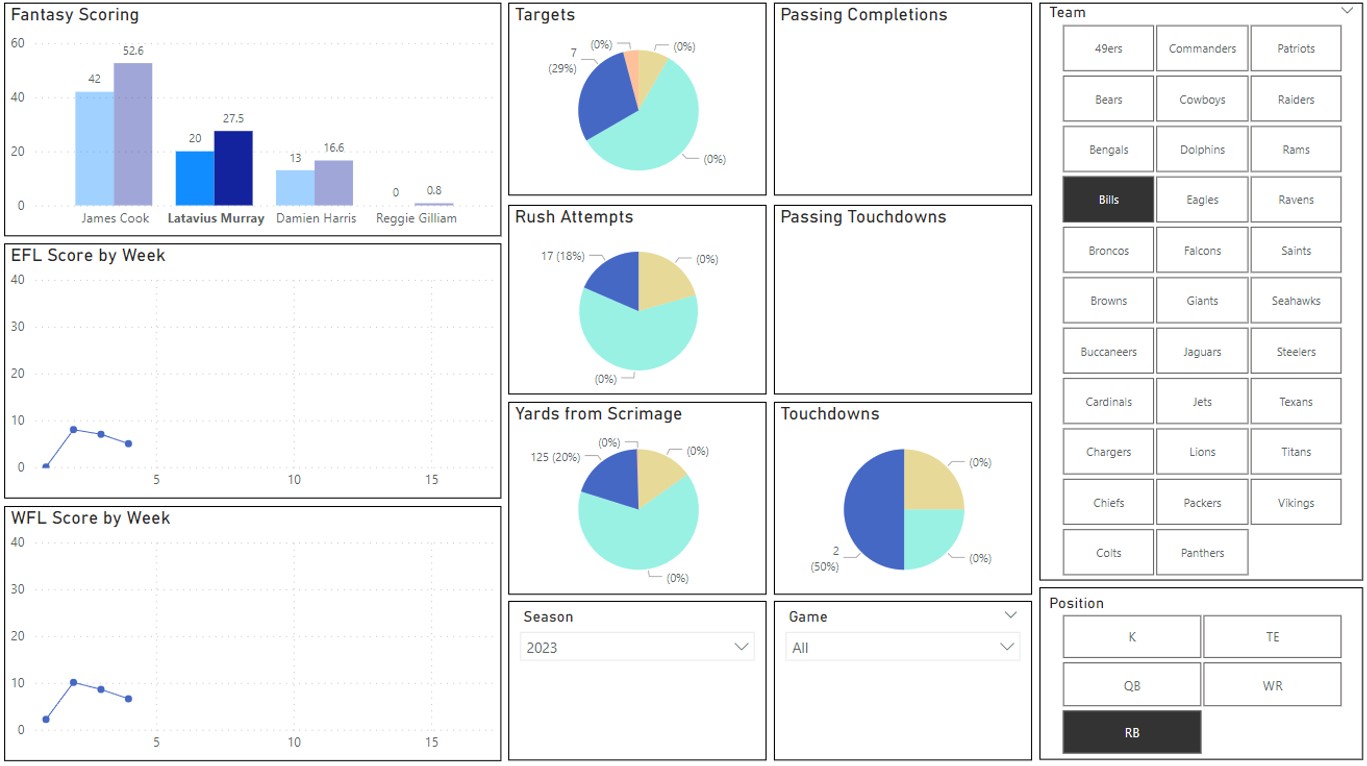 Fantasy Scoring
60
40
20
0
42
52.6
20
27.5
13
16.6
0
0.8
James Cook
Latavius Murray
Damien Harris
Reggie Gilliam
EFL Score by Week
40
30
20
10
0
5
10
15
WFL Score by Week
40
30
20
10
0
5
10
15
Targets
(0%)
(0%)
7
(29%)
(0%)
Rush Attempts
17 (18%)
(0%)
(0%)
Yards from Scrimage
(0%)
(0%)
125 (20%)
(0%)
Season
2023
Passing Completions
Passing Touchdowns
Touchdowns
(0%)
2
(50%)
(0%)
Game
All
Team
49ers Commanders Patriots
Bears Cowboys Raiders
Bengals Dolphins Rams
Bills Eagles Ravens
Broncos Falcons Saints
Browns Giants Seahawks
Buccaneers Jaguars Steelers
Cardinals Jets Texans
Chargers Lions Titans
Chiefs Packers Vikings
Colts Panthers
Position
K TE
QB WR
RB